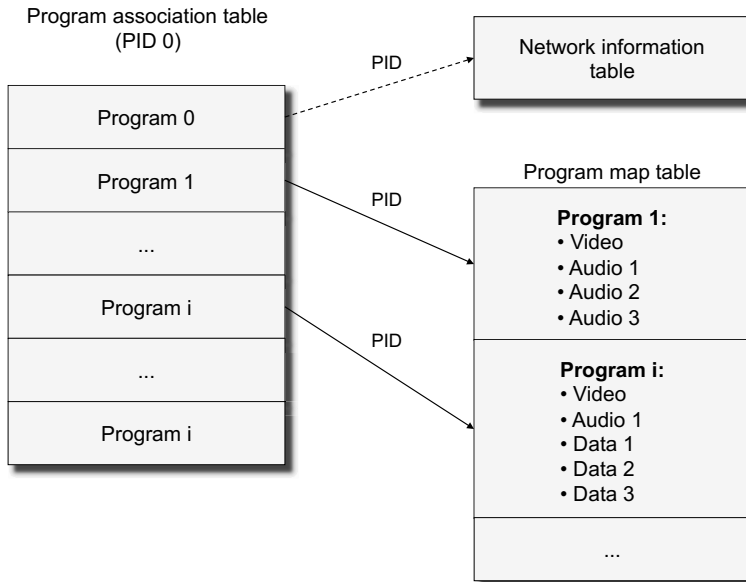 Program association table
(PID 0)
Program 0
Program 1
...
Program i
...
Program i
PID
PID
PID
Network information
table
Program map table
Program 1:
• Video
• Audio 1
• Audio 2
• Audio 3
Program i:
• Video
• Audio 1
• Data 1
• Data 2
• Data 3
...